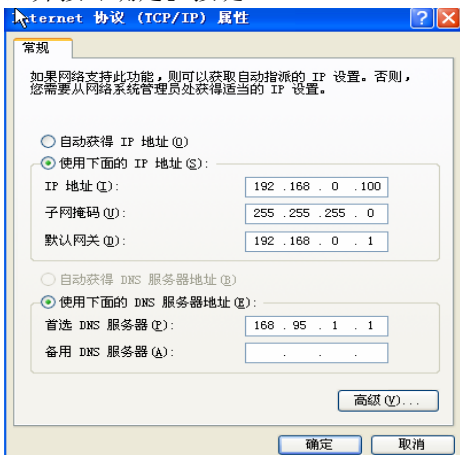 Internet 协议 (TCP/IP) 属性
常规
如果网络支持此功能，则可以获取自动指派的 IP 设置。否则，
您需要从网络系统管理员处获得适当的 IP 设置。
自动获得 IP 地址(O)
使用下面的 IP 地址(S):
IP 地址(I): 192 .168 . 0 .100
子网掩码(U): 255 .255 .255 . 0
默认网关(D): 192 .168 . 0 . 1
自动获得 DNS 服务器地址(B)
使用下面的 DNS 服务器地址(E):
首选 DNS 服务器(P): 168 . 95 . 1 . 1
备用 DNS 服务器(A): . . .
高级(V)...
确定 取消